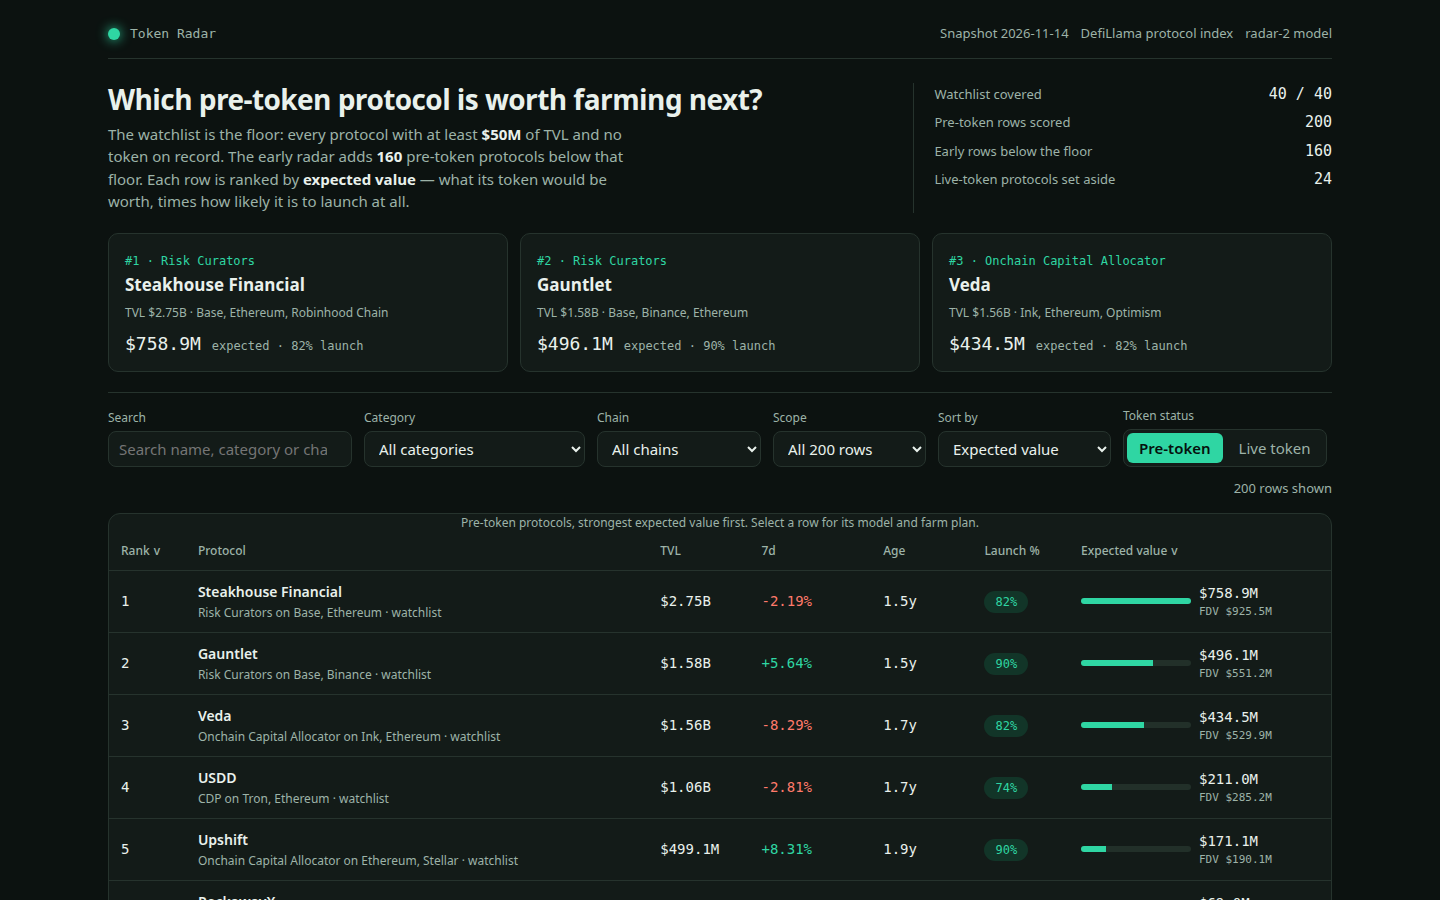 Token Radar
Snapshot 2026-11-14 DefiLlama protocol index radar-2 model
Which pre-token protocol is worth farming next?
The watchlist is the floor: every protocol with at least $50M of TVL and no
token on record. The early radar adds 160 pre-token protocols below that
floor. Each row is ranked by expected value — what its token would be
worth, times how likely it is to launch at all.
Watchlist covered 40 / 40
Pre-token rows scored 200
Early rows below the floor 160
Live-token protocols set aside 24
#1 · Risk Curators
Steakhouse Financial
TVL $2.75B · Base, Ethereum, Robinhood Chain
$758.9M expected · 82% launch
#2 · Risk Curators
Gauntlet
TVL $1.58B · Base, Binance, Ethereum
$496.1M expected · 90% launch
#3 · Onchain Capital Allocator
Veda
TVL $1.56B · Ink, Ethereum, Optimism
$434.5M expected · 82% launch
Search Category Chain Scope Sort by Token status
Search name, category or cha All categories All chains All 200 rows Expected value Pre-token Live token
200 rows shown
Pre-token protocols, strongest expected value first. Select a row for its model and farm plan.
Rank v Protocol TVL 7d Age Launch % Expected value v
1 Steakhouse Financial $2.75B -2.19% 1.5y 82% $758.9M
Risk Curators on Base, Ethereum · watchlist FDV $925.5M
2 Gauntlet $1.58B +5.64% 1.5y 90% $496.1M
Risk Curators on Base, Binance · watchlist FDV $551.2M
3 Veda $1.56B -8.29% 1.7y 82% $434.5M
Onchain Capital Allocator on Ink, Ethereum · watchlist FDV $529.9M
4 USDD $1.06B -2.81% 1.7y 74% $211.0M
CDP on Tron, Ethereum · watchlist FDV $285.2M
5 Upshift $499.1M +8.31% 1.9y 90% $171.1M
Onchain Capital Allocator on Ethereum, Stellar · watchlist FDV $190.1M